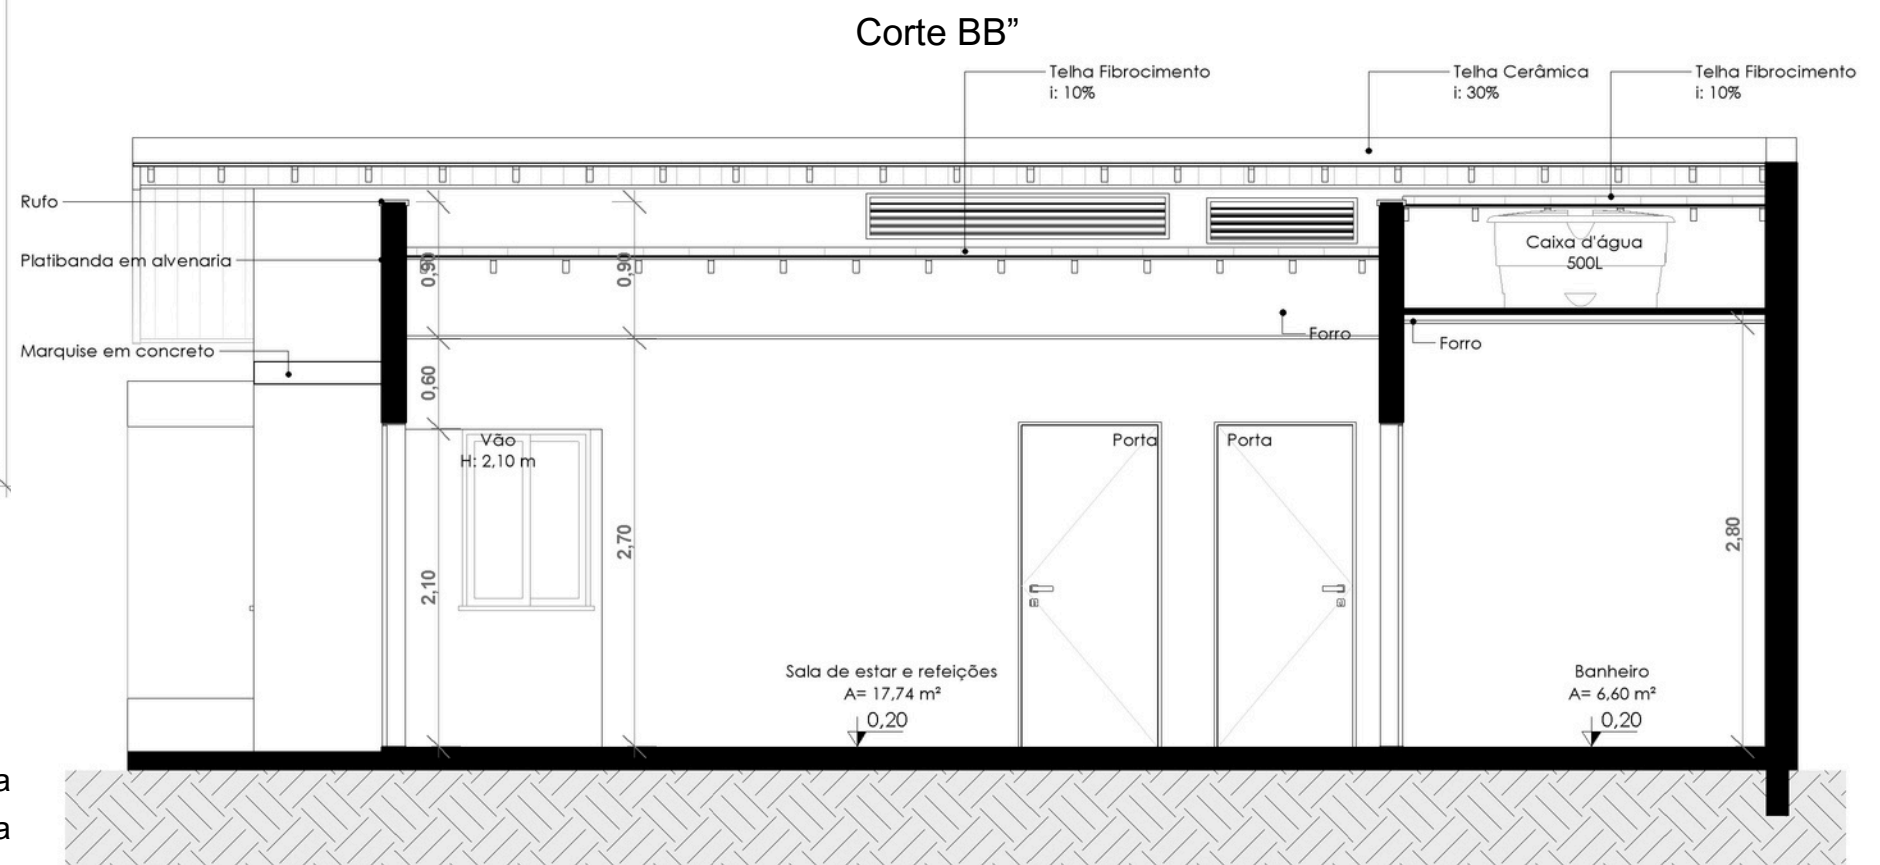 Corte BB”
Telha Fibrocimento
i: 10%
Telha Cerâmica
i: 30%
Telha Fibrocimento
i: 10%
Rufo
Platibanda em alvenaria
Marquise em concreto
0,90
0,90
Caixa d'água
500L
Forro
Forro
0,60
Vão
H: 2,10 m
Porta
Porta
2,10
2,70
2,80
Sala de estar e refeições
A= 17,74 m²
0,20
Banheiro
A= 6,60 m²
0,20
a
a